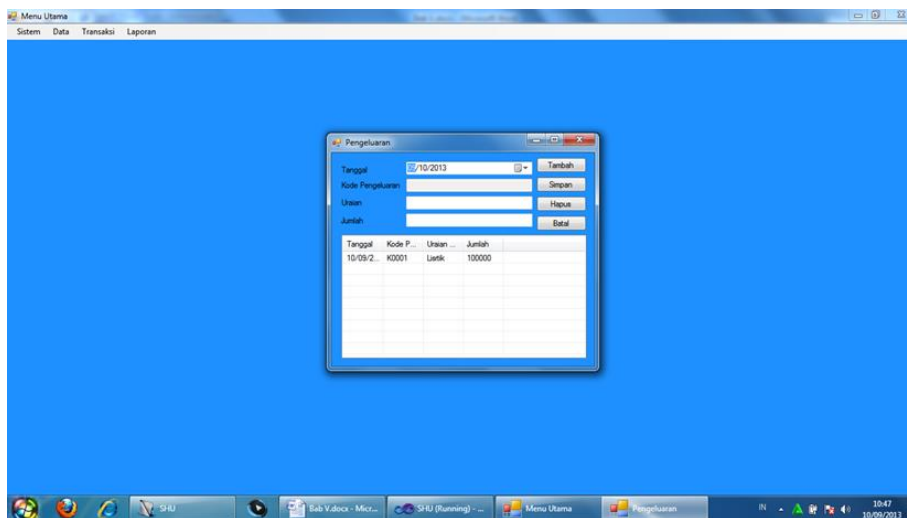 Menu Utama
Sistem Data Transaksi Laporan
Pengeluaran
Tanggal /10/2013 Tambah
Kode Pengeluaran Simpan
Uraian Hapus
Jumlah Batal
Tanggal Kode P... Uraian ... Jumlah
10/09/2... K0001 Listik 100000
SHU Bab V.docx - Micr... SHU (Running) - ... Menu Utama Pengeluaran IN 10:47
10/09/2013